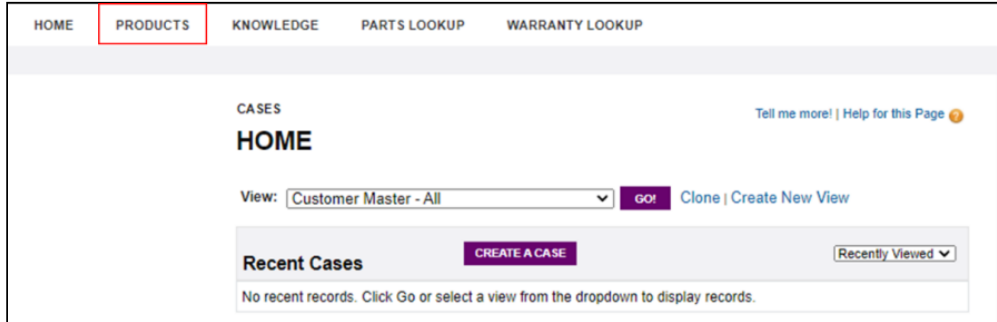 HOME PRODUCTS KNOWLEDGE PARTS LOOKUP WARRANTY LOOKUP
CASES
Tell me more! | Help for this Page ?
HOME
View: Customer Master - All GO! Clone | Create New View
Recent Cases CREATE A CASE Recently Viewed
No recent records. Click Go or select a view from the dropdown to display records.